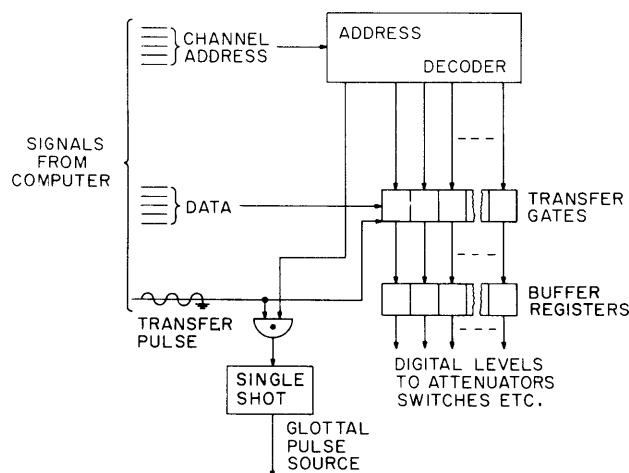 CHANNEL
ADDRESS
ADDRESS
DECODER
SIGNALS
FROM
COMPUTER
DATA
TRANSFER
GATES
TRANSFER
PULSE
BUFFER
REGISTERS
SINGLE
SHOT
DIGITAL LEVELS
TO ATTENUATORS
SWITCHES ETC.
GLOTTAL
PULSE
SOURCE